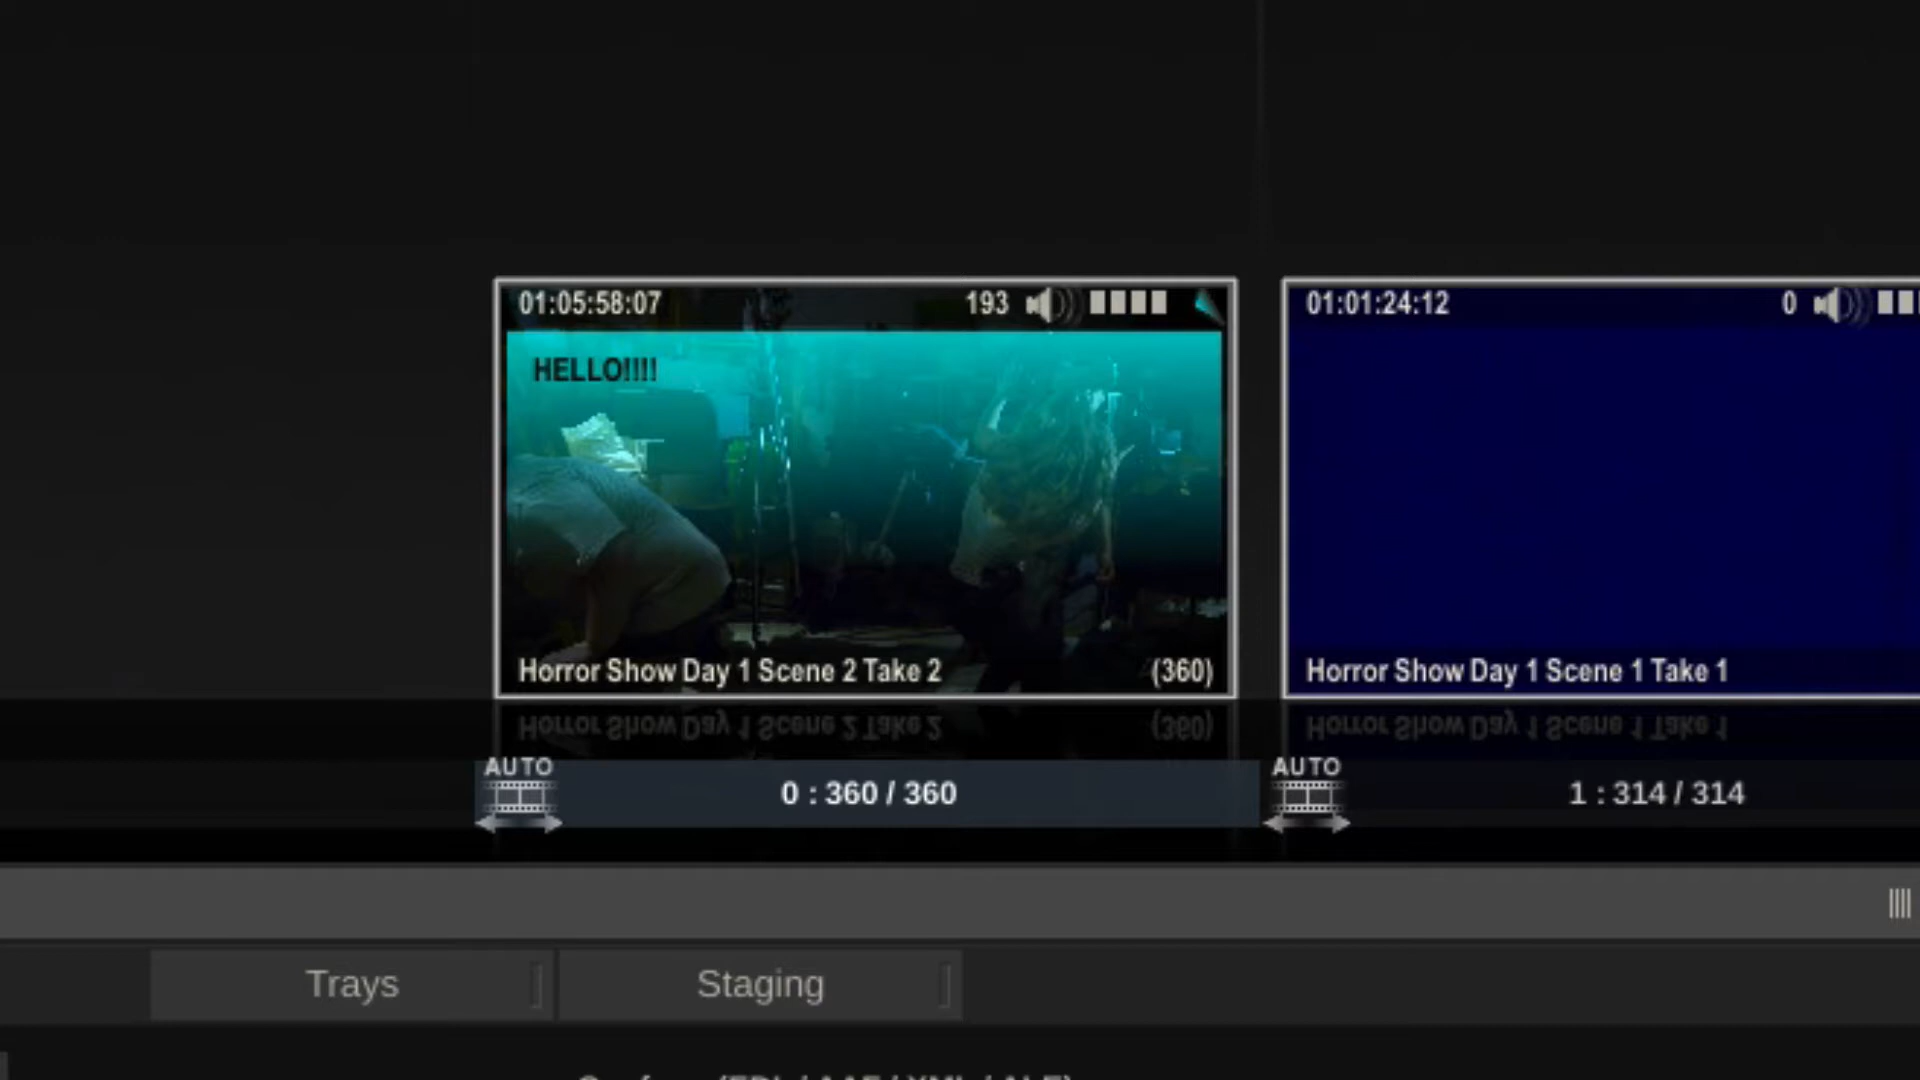 01:05:58:07 193
01:01:24:12 0
HELLO!!!!
Horror Show Day 1 Scene 2 Take 2 (360)
Horror Show Day 1 Scene 1 Take 1
AUTO 0 : 360 / 360
AUTO 1 : 314 / 314
Trays Staging